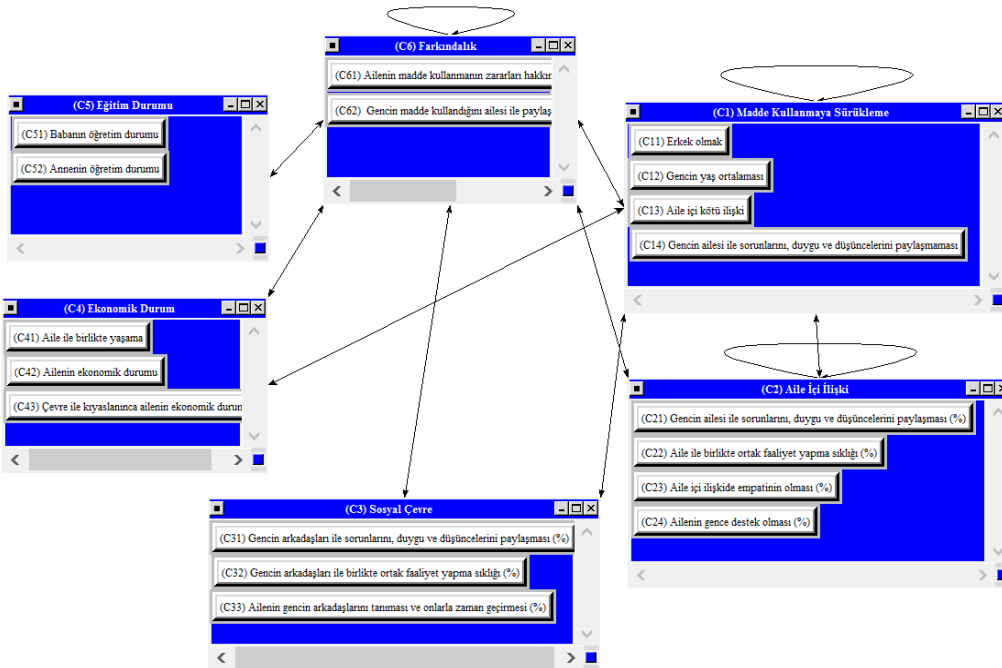 (C6) Farkındalık
(C61) Ailenin madde kullanmanın zararları
(C62) Gencin madde kullandığını ailesi ile
(C5) Eğitim Durumu
(C51) Babanın öğretim durumu
(C52) Annenin öğretim durumu
(C1) Madde Kullanmaya Sürükleme
(C11) Erkek olmak
(C12) Gencin yaş ortalaması
(C13) Aile içi kötü ilişki
(C14) Gencin ailesi ile sorunlarını, duygu ve düşüncelerini paylaşmaması
(C4) Ekonomik Durum
(C41) Aile ile birlikte yaşama
(C42) Ailenin ekonomik durumu
(C43) Çevre ile kıyaslanınca ailenin ekonomik
(C2) Aile İçi İlişki
(C21) Gencin ailesi ile sorunlarını, duygu ve düşüncelerini paylaşması (%)
(C22) Aile ile birlikte ortak faaliyet yapma sıklığı (%)
(C23) Aile içi ilişkide empatinin olması (%)
(C24) Ailenin gence destek olması (%)
(C3) Sosyal Çevre
(C31) Gencin arkadaşları ile sorunlarını, duygu ve düşüncelerini paylaşması (%)
(C32) Gencin arkadaşları ile birlikte ortak faaliyet yapma sıklığı (%)
(C33) Ailenin gencin arkadaşlarını tanıması ve onlarla zaman geçirmesi (%)